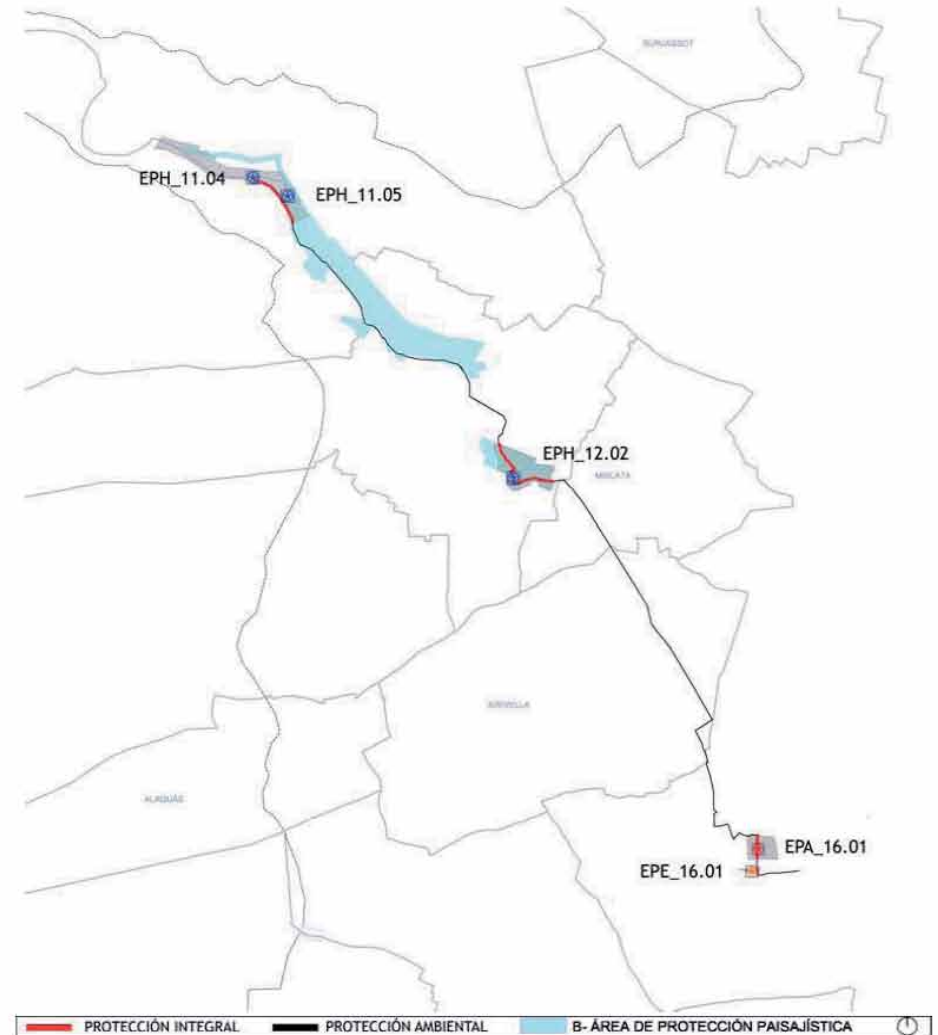 BURJASSOT
EPH_11.04
EPH_11.05
EPH_12.02
MISLATA
XIRIVELLA
ALAQUÀS
EPA_16.01
EPE_16.01
PROTECCIÓN INTEGRAL
PROTECCIÓN AMBIENTAL
B- ÁREA DE PROTECCIÓN PAISAJÍSTICA